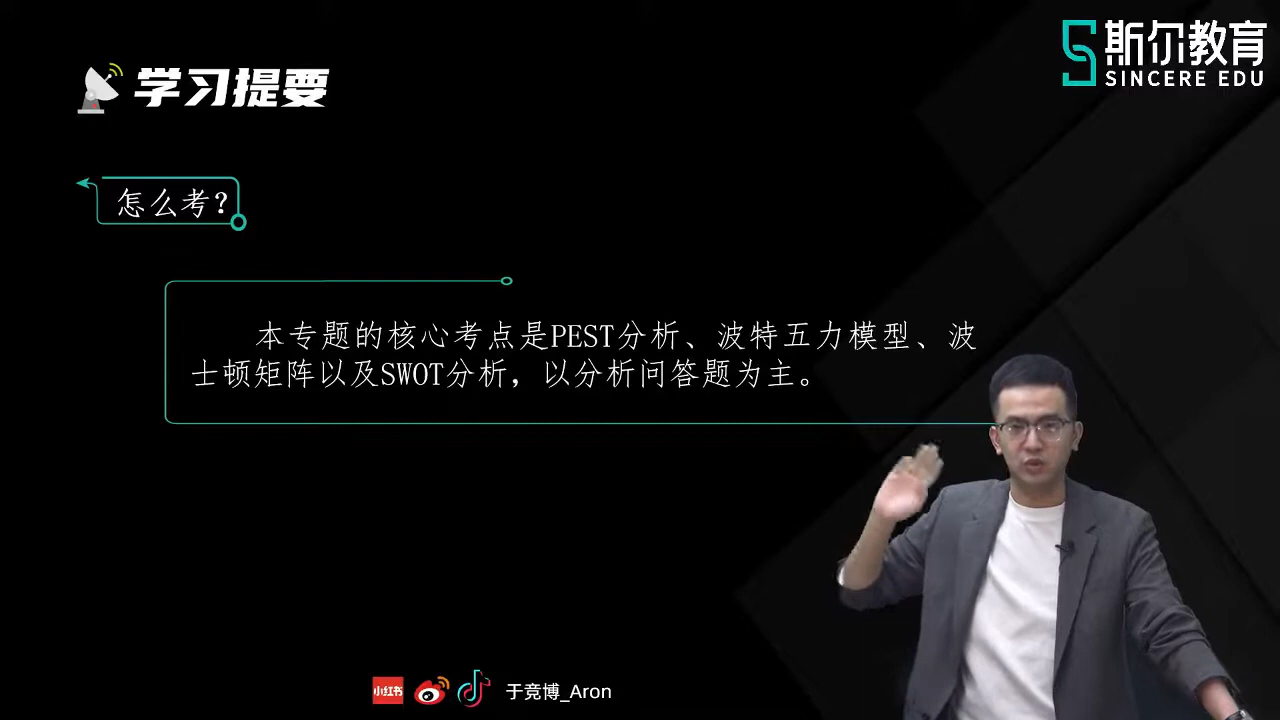 斯尔教育
SINCERE EDU
学习提要
怎么考？
本专题的核心考点是PEST分析、波特五力模型、波
士顿矩阵以及SWOT分析，以分析问答题为主。
小红书
于竞博_Aron